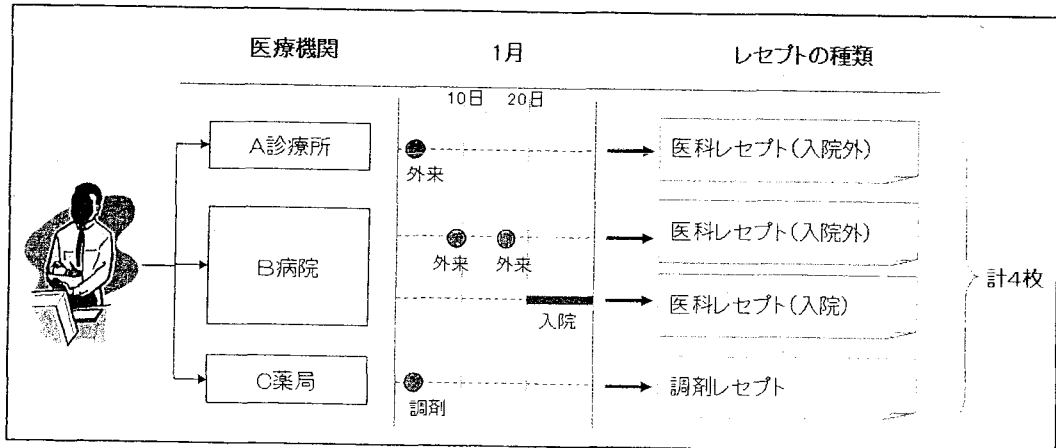 医療機関 1月 レセプトの種類
10日 20日
A診療所 医科レセプト(入院外)
外来
B病院 医科レセプト(入院外)
外来 外来
医科レセプト(入院)
入院
計4枚
C薬局 調剤レセプト
調剤